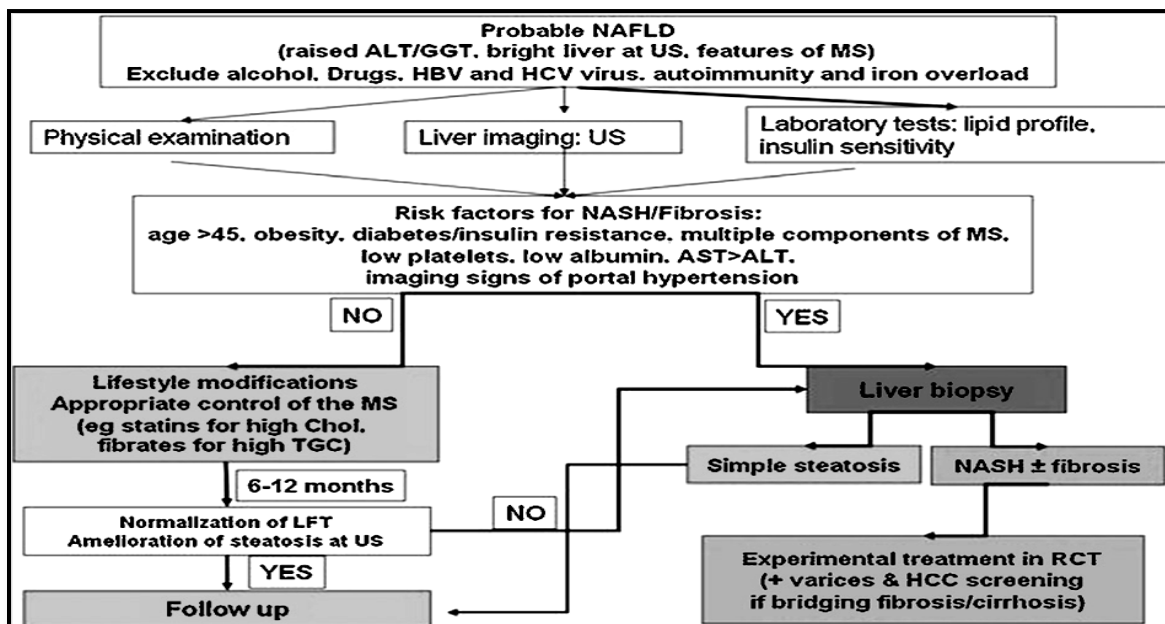 Probable NAFLD
(raised ALT/GGT, bright liver at US, features of MS)
Exclude alcohol, Drugs, HBV and HCV virus, autoimmunity and iron overload
Physical examination
Liver imaging: US
Laboratory tests: lipid profile,
insulin sensitivity
Risk factors for NASH/Fibrosis:
age >45, obesity, diabetes/insulin resistance, multiple components of MS,
low platelets, low albumin, AST>ALT,
imaging signs of portal hypertension
NO
YES
Lifestyle modifications
Appropriate control of the MS
(eg statins for high Chol,
fibrates for high TGC)
Liver biopsy
Simple steatosis
NASH ± fibrosis
6-12 months
Normalization of LFT
Amelioration of steatosis at US
NO
YES
Experimental treatment in RCT
(+ varices & HCC screening
if bridging fibrosis/cirrhosis)
Follow up